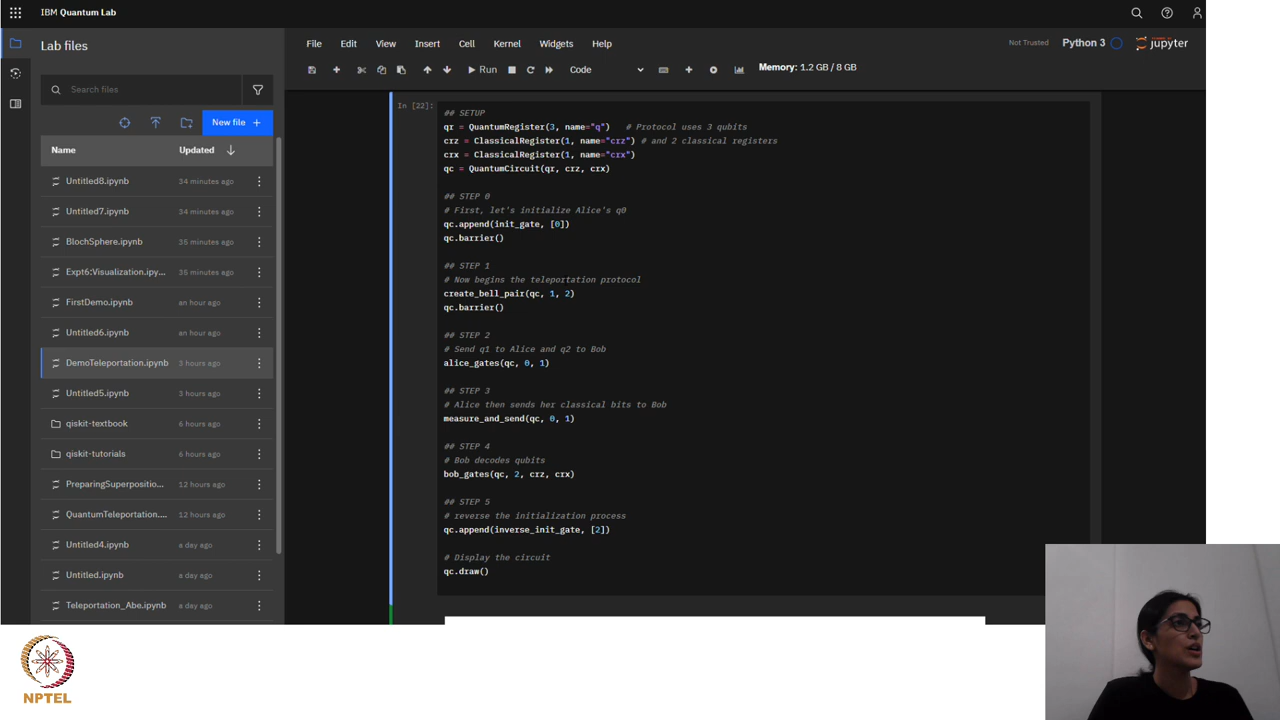 IBM Quantum Lab
Lab files
File Edit View Insert Cell Kernel Widgets Help
Not Trusted Python 3 jupyter
Run Code Memory: 1.2 GB / 8 GB
Search files
New file +
Name Updated
Untitled8.ipynb 34 minutes ago
Untitled7.ipynb 34 minutes ago
BlochSphere.ipynb 35 minutes ago
Expt6:Visualization.ipy... 35 minutes ago
FirstDemo.ipynb an hour ago
Untitled6.ipynb an hour ago
DemoTeleportation.ipynb 3 hours ago
Untitled5.ipynb 3 hours ago
qiskit-textbook 6 hours ago
qiskit-tutorials 6 hours ago
PreparingSuperpositio... 12 hours ago
QuantumTeleportation.... 12 hours ago
Untitled4.ipynb a day ago
Untitled.ipynb a day ago
Teleportation_Abe.ipynb a day ago
In [22]:
## SETUP
qr = QuantumRegister(3, name="q") # Protocol uses 3 qubits
crz = ClassicalRegister(1, name="crz") # and 2 classical registers
crx = ClassicalRegister(1, name="crx")
qc = QuantumCircuit(qr, crz, crx)
## STEP 0
# First, let's initialize Alice's q0
qc.append(init_gate, [0])
qc.barrier()
## STEP 1
# Now begins the teleportation protocol
create_bell_pair(qc, 1, 2)
qc.barrier()
## STEP 2
# Send q1 to Alice and q2 to Bob
alice_gates(qc, 0, 1)
## STEP 3
# Alice then sends her classical bits to Bob
measure_and_send(qc, 0, 1)
## STEP 4
# Bob decodes qubits
bob_gates(qc, 2, crz, crx)
## STEP 5
# reverse the initialization process
qc.append(inverse_init_gate, [2])
# Display the circuit
qc.draw()
NPTEL